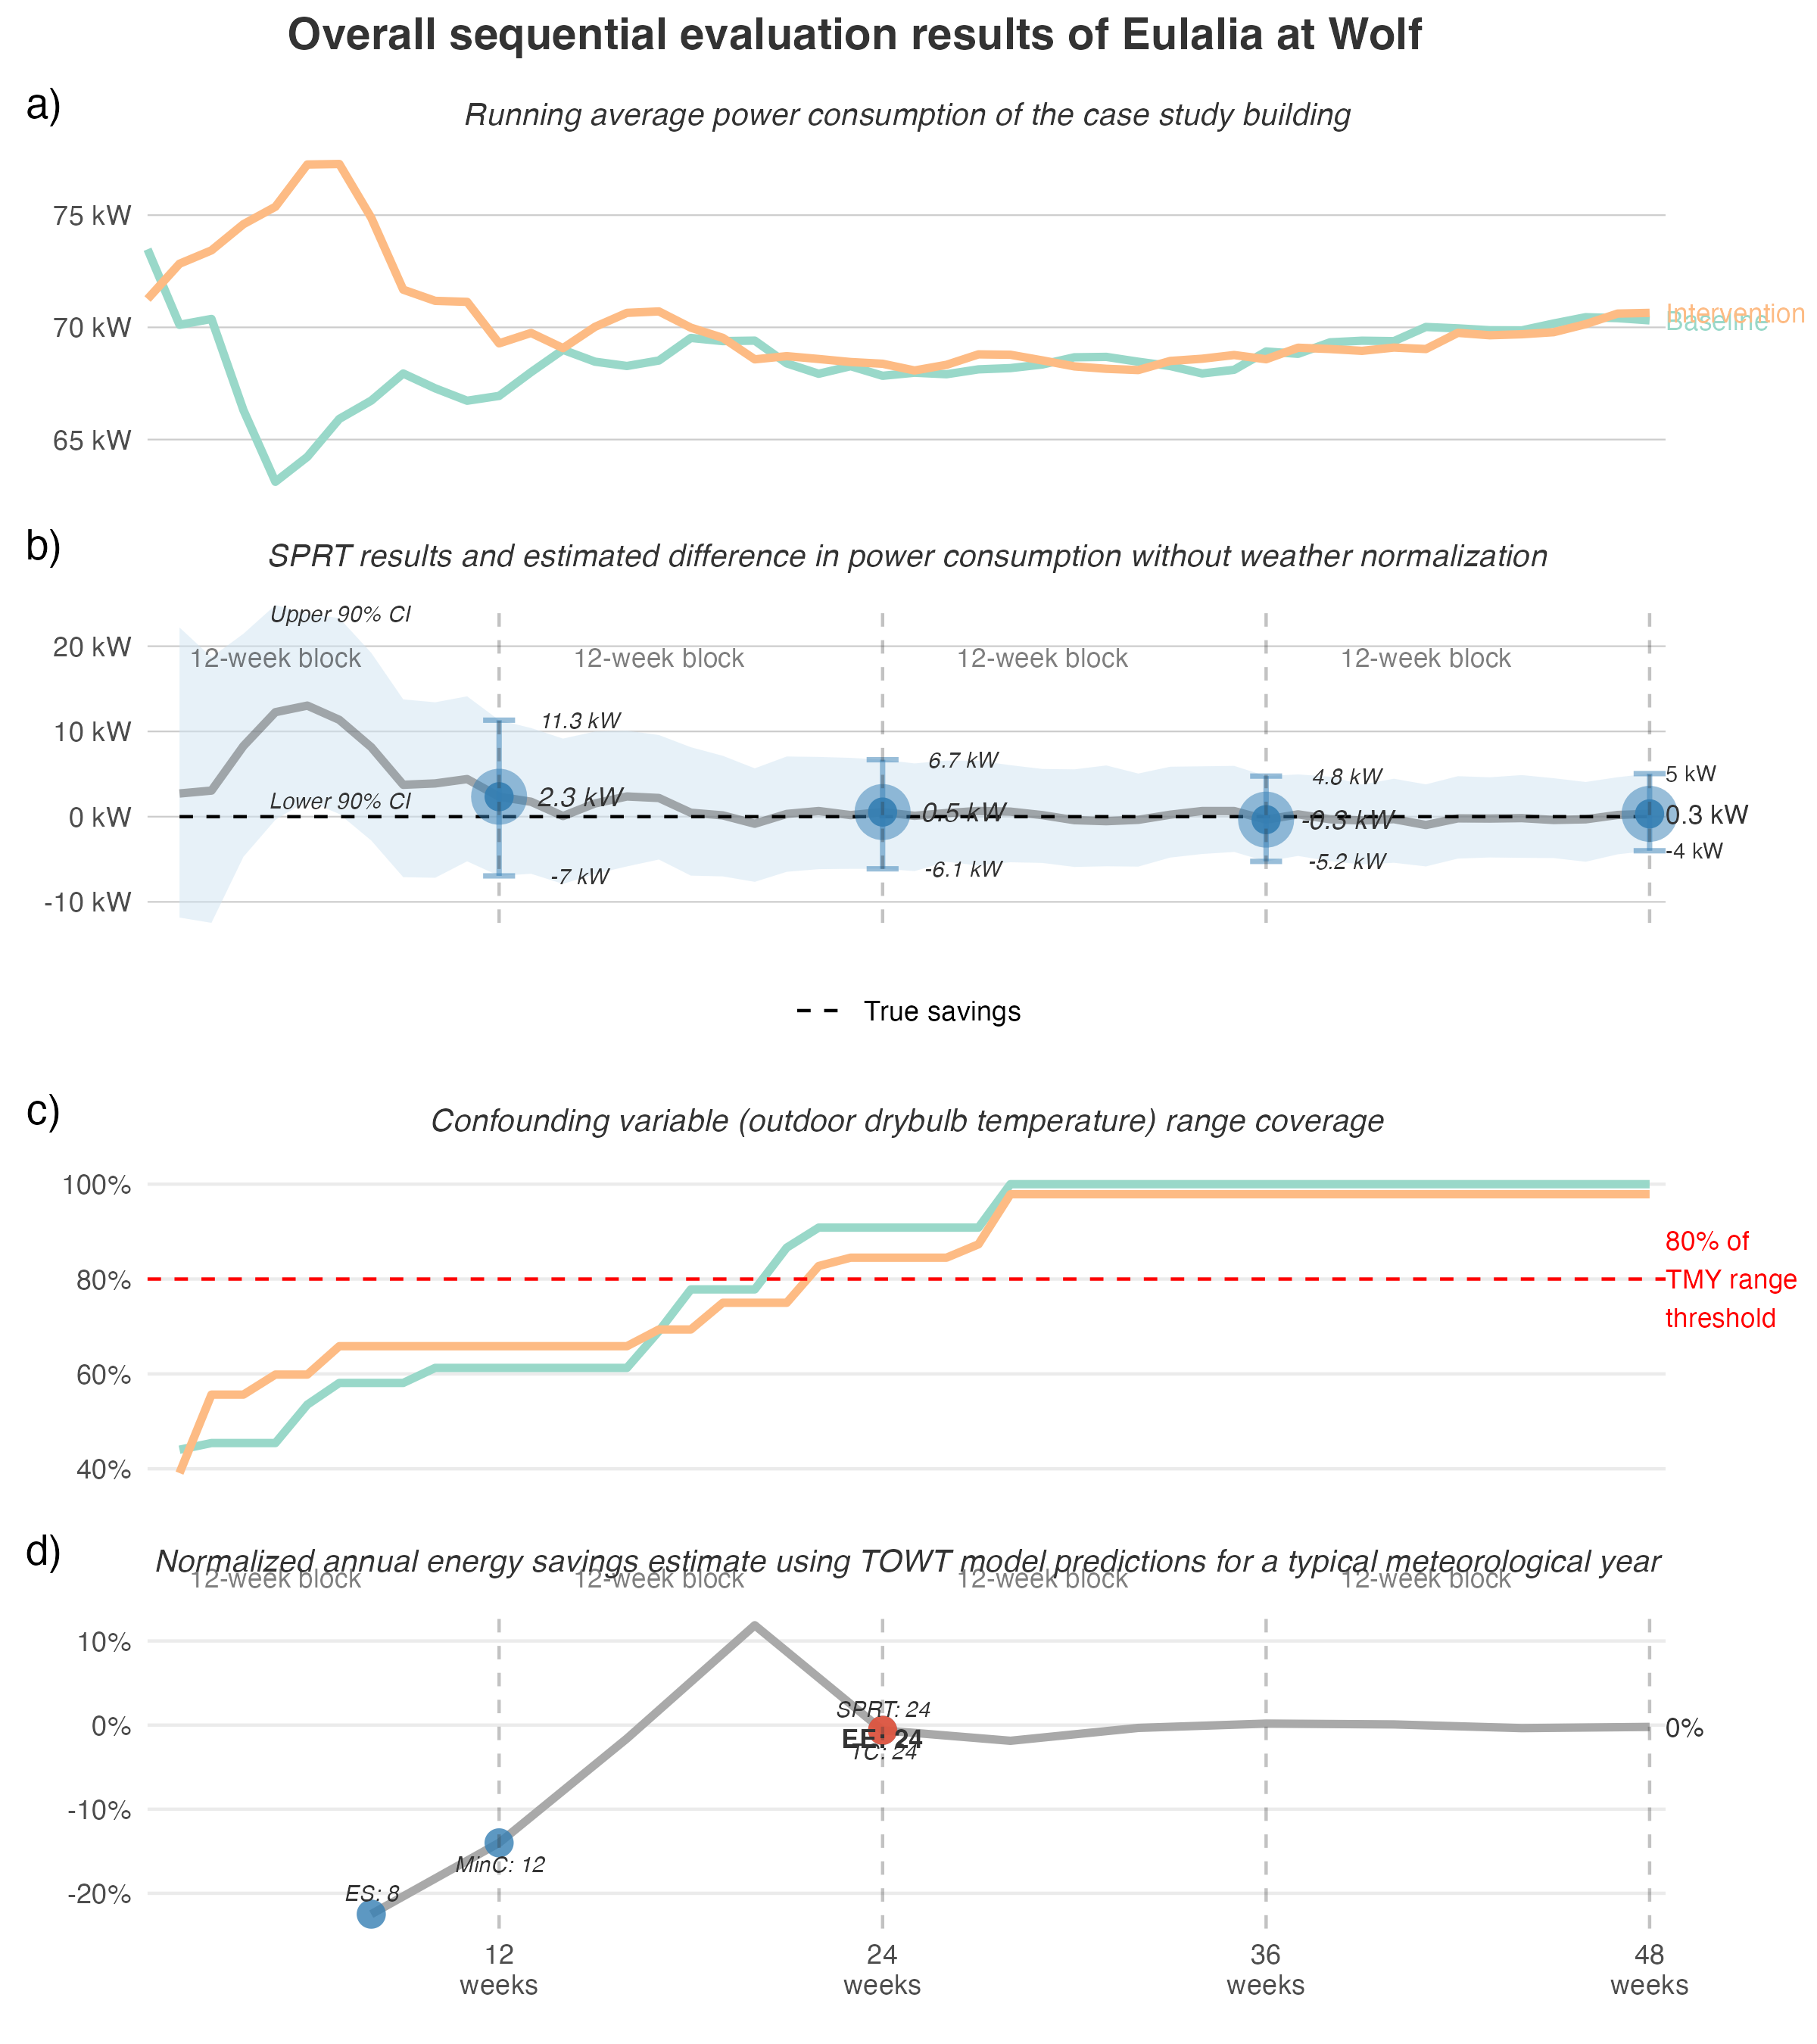 Overall sequential evaluation results of Eulalia at Wolf
a)
Running average power consumption of the case study building
75 kW
70 kW
65 kW
Intervention
Baseline
b)
SPRT results and estimated difference in power consumption without weather normalization
Upper 90% CI
20 kW
12-week block
12-week block
12-week block
12-week block
11.3 kW
6.7 kW
4.8 kW
5 kW
10 kW
Lower 90% CI
2.3 kW
0.5 kW
-0.3 kW
0.3 kW
0 kW
-7 kW
-6.1 kW
-5.2 kW
-4 kW
-10 kW
True savings
c)
Confounding variable (outdoor drybulb temperature) range coverage
100%
80%
60%
40%
80% of
TMY range
threshold
d)
Normalized annual energy savings estimate using TOWT model predictions for a typical meteorological year
12-week block
12-week block
12-week block
12-week block
10%
0%
-10%
-20%
SPRT: 24
EE: 24
TC: 24
0%
MinC: 12
ES: 8
12
weeks
24
weeks
36
weeks
48
weeks